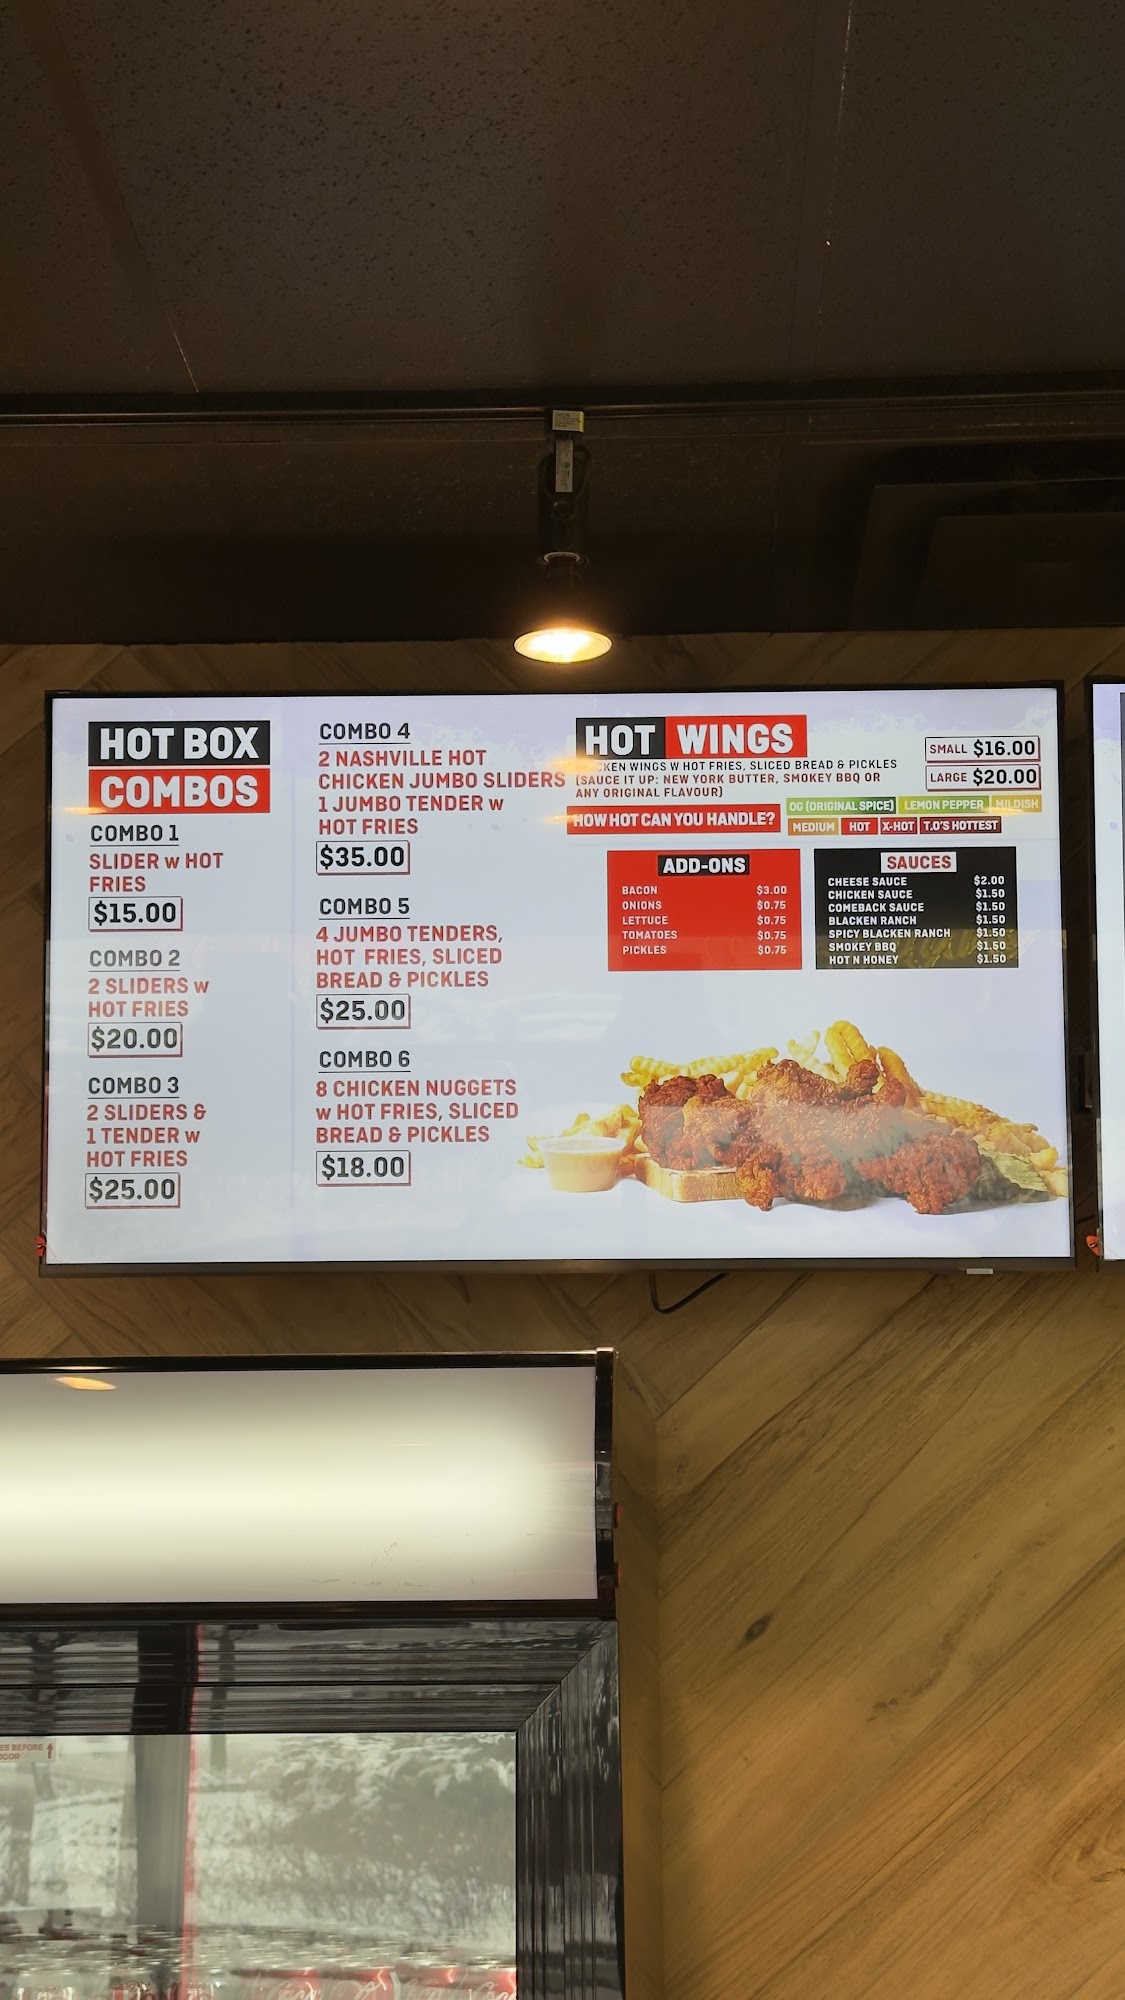 HOT BOX
COMBOS
COMBO 1
SLIDER w HOT
FRIES
$15.00
COMBO 2
2 SLIDERS w
HOT FRIES
$20.00
COMBO 3
2 SLIDERS &
1 TENDER w
HOT FRIES
$25.00
COMBO 4
2 NASHVILLE HOT
CHICKEN JUMBO SLIDERS
1 JUMBO TENDER w
HOT FRIES
$35.00
COMBO 5
4 JUMBO TENDERS,
HOT FRIES, SLICED
BREAD & PICKLES
$25.00
COMBO 6
8 CHICKEN NUGGETS
w HOT FRIES, SLICED
BREAD & PICKLES
$18.00
HOT WINGS
CHICKEN WINGS W HOT FRIES, SLICED BREAD & PICKLES
(SAUCE IT UP: NEW YORK BUTTER, SMOKEY BBQ OR
ANY ORIGINAL FLAVOUR)
SMALL $16.00
LARGE $20.00
HOW HOT CAN YOU HANDLE?
OG (ORIGINAL SPICE) LEMON PEPPER MILDISH
MEDIUM HOT X-HOT T.O'S HOTTEST
ADD-ONS
BACON $3.00
ONIONS $0.75
LETTUCE $0.75
TOMATOES $0.75
PICKLES $0.75
SAUCES
CHEESE SAUCE $2.00
CHICKEN SAUCE $1.50
COMEBACK SAUCE $1.50
BLACKEN RANCH $1.50
SPICY BLACKEN RANCH $1.50
SMOKEY BBQ $1.50
HOT N HONEY $1.50